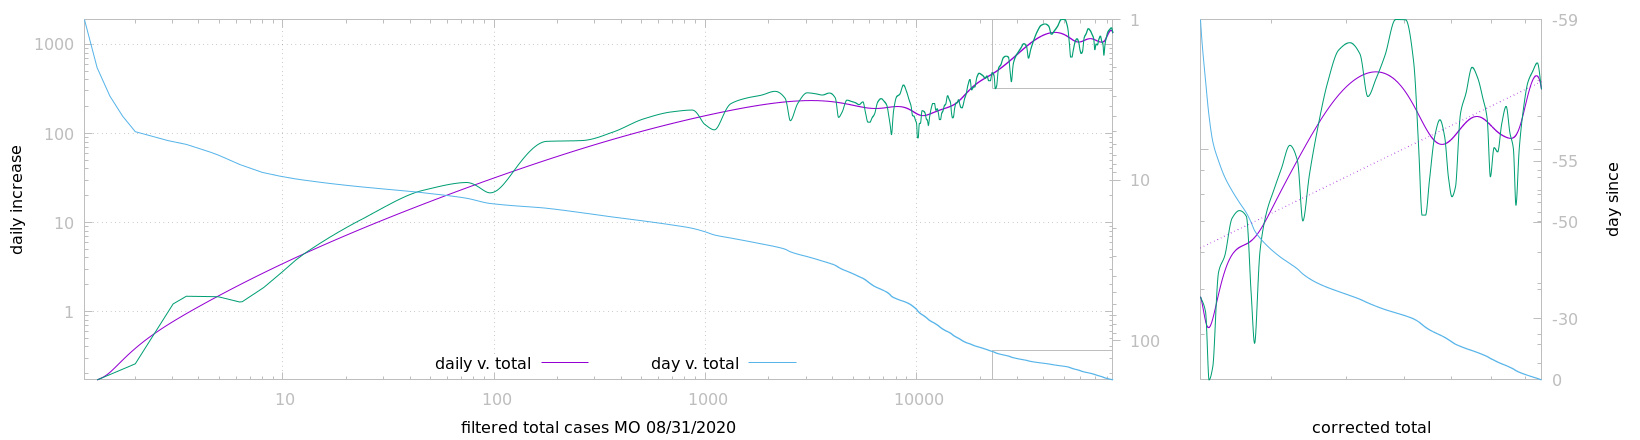 1000
100
10
1
daily increase
daily v. total
day v. total
10
100
1000
10000
filtered total cases MO 08/31/2020
1
10
100
-59
-55
-50
-30
0
day since
corrected total